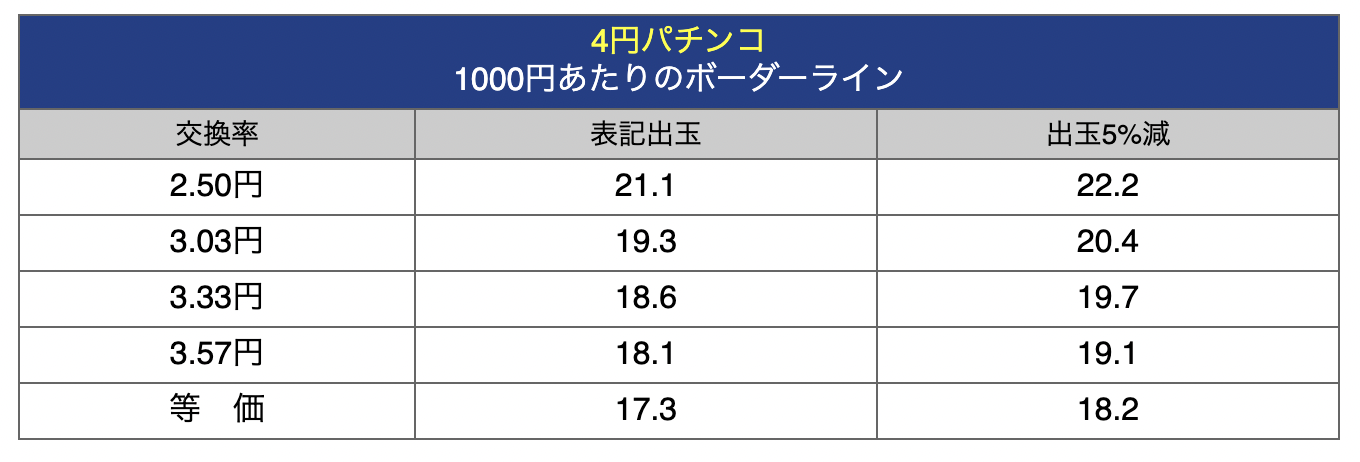 4円パチンコ
1000円あたりのボーダーライン
交換率 表記出玉 出玉5%減
2.50円 21.1 22.2
3.03円 19.3 20.4
3.33円 18.6 19.7
3.57円 18.1 19.1
等　価 17.3 18.2